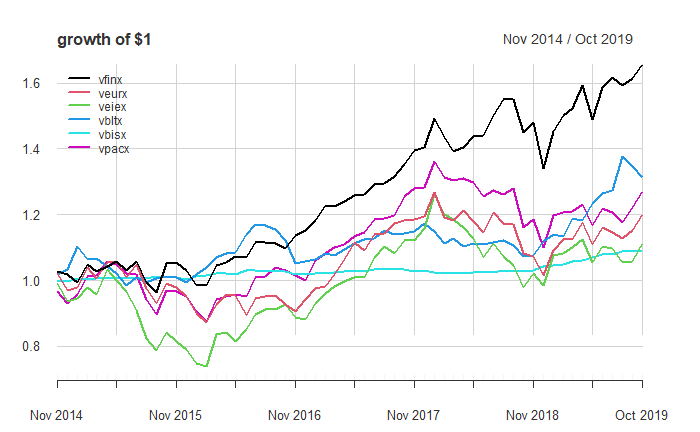 growth of $1
Nov 2014 / Oct 2019
1.6
1.4
1.2
1.0
0.8
vfinx
veurx
veiex
vbltx
vbisx
vpacx
Nov 2014
Nov 2015
Nov 2016
Nov 2017
Nov 2018
Oct 2019